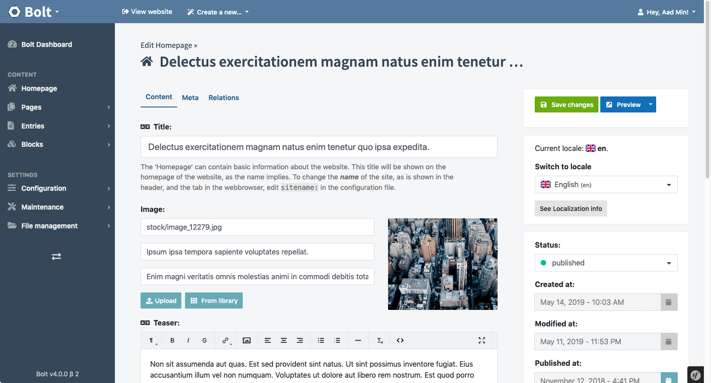 Bolt
View website
Create a new...
Hey, Aad Min!
Bolt Dashboard
CONTENT
Homepage
Pages
Entries
Blocks
SETTINGS
Configuration
Maintenance
File management
Bolt v4.0.0 β 2
Edit Homepage »
Delectus exercitationem magnam natus enim tenetur …
Content
Meta
Relations
Title:
Delectus exercitationem magnam natus enim tenetur quo ipsa expedita.
The 'Homepage' can contain basic information about the website. This title will be shown on the
homepage of the website, as the name implies. To change the name of the site, as is shown in the
header, and the tab in the webbrowser, edit sitename: in the configuration file.
Image:
stock/image_12279.jpg
Ipsum ipsa tempora sapiente voluptates repellat.
Enim magni veritatis omnis molestias animi in commodi debitis tota
Upload
From library
Teaser:
B I G
Non sit assumenda aut quas. Est sed provident sint natus. Ut sint possimus inventore fugiat. Eius
accusantium illum vel non numquam. Voluptates ut dolore aut libero rem nostrum. Est quod porro
Save changes
Preview
Current locale: en.
Switch to locale
English (en)
See Localization info
Status:
published
Created at:
May 14, 2019 - 10:03 AM
Modified at:
May 11, 2019 - 11:53 PM
Published at:
November 12, 2018 - 4:41 PM